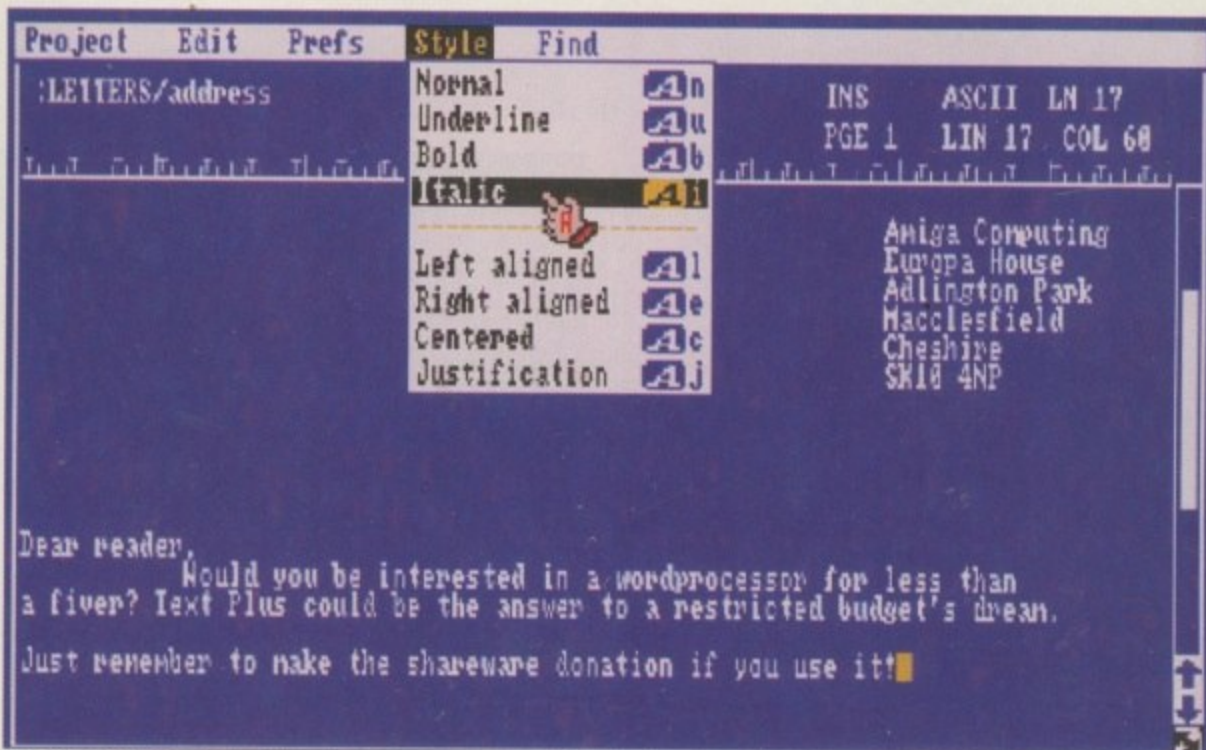 Project Edit Prefs Style Find
:LETTERS/address
INS ASCII LN 17
PGE 1 LIN 17 COL 60
Normal A n
Underline A u
Bold A b
Italic A i
Left aligned A l
Right aligned A e
Centered A c
Justification A j
Amiga Computing
Europa House
Adlington Park
Macclesfield
Cheshire
SK10 4NP
Dear reader,
Would you be interested in a wordprocessor for less than
a fiver? Text Plus could be the answer to a restricted budget's dream.
Just remember to make the shareware donation if you use it!